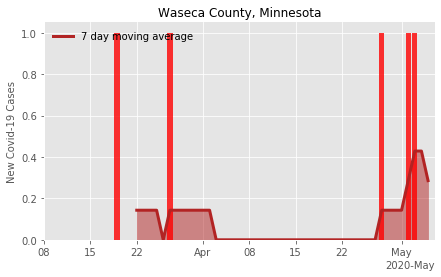 Waseca County, Minnesota
7 day moving average
New Covid-19 Cases
1.0
0.8
0.6
0.4
0.2
0.0
08 15 22 Apr 08 15 22 May
2020-May